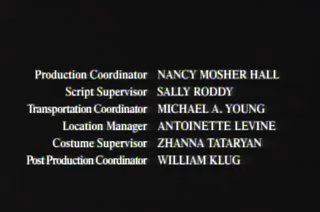 Production Coordinator NANCY MOSHER HALL
Script Supervisor SALLY RODDY
Transportation Coordinator MICHAEL A. YOUNG
Location Manager ANTOINETTE LEVINE
Costume Supervisor ZHANNA TATARYAN
Post Production Coordinator WILLIAM KLUG